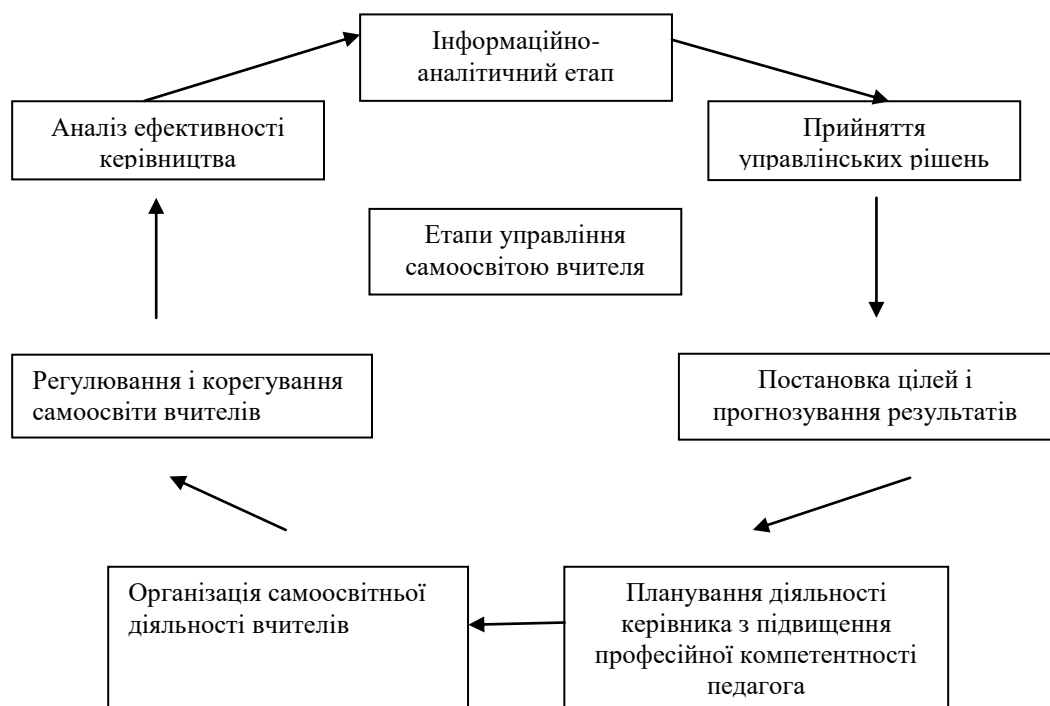 Інформаційно-
аналітичний етап
Аналіз ефективності
керівництва
Прийняття
управлінських рішень
Етапи управління
самоосвітою вчителя
Регулювання і корегування
самоосвіти вчителів
Постановка цілей і
прогнозування результатів
Організація самоосвітньої
діяльності вчителів
Планування діяльності
керівника з підвищення
професійної компетентності
педагога